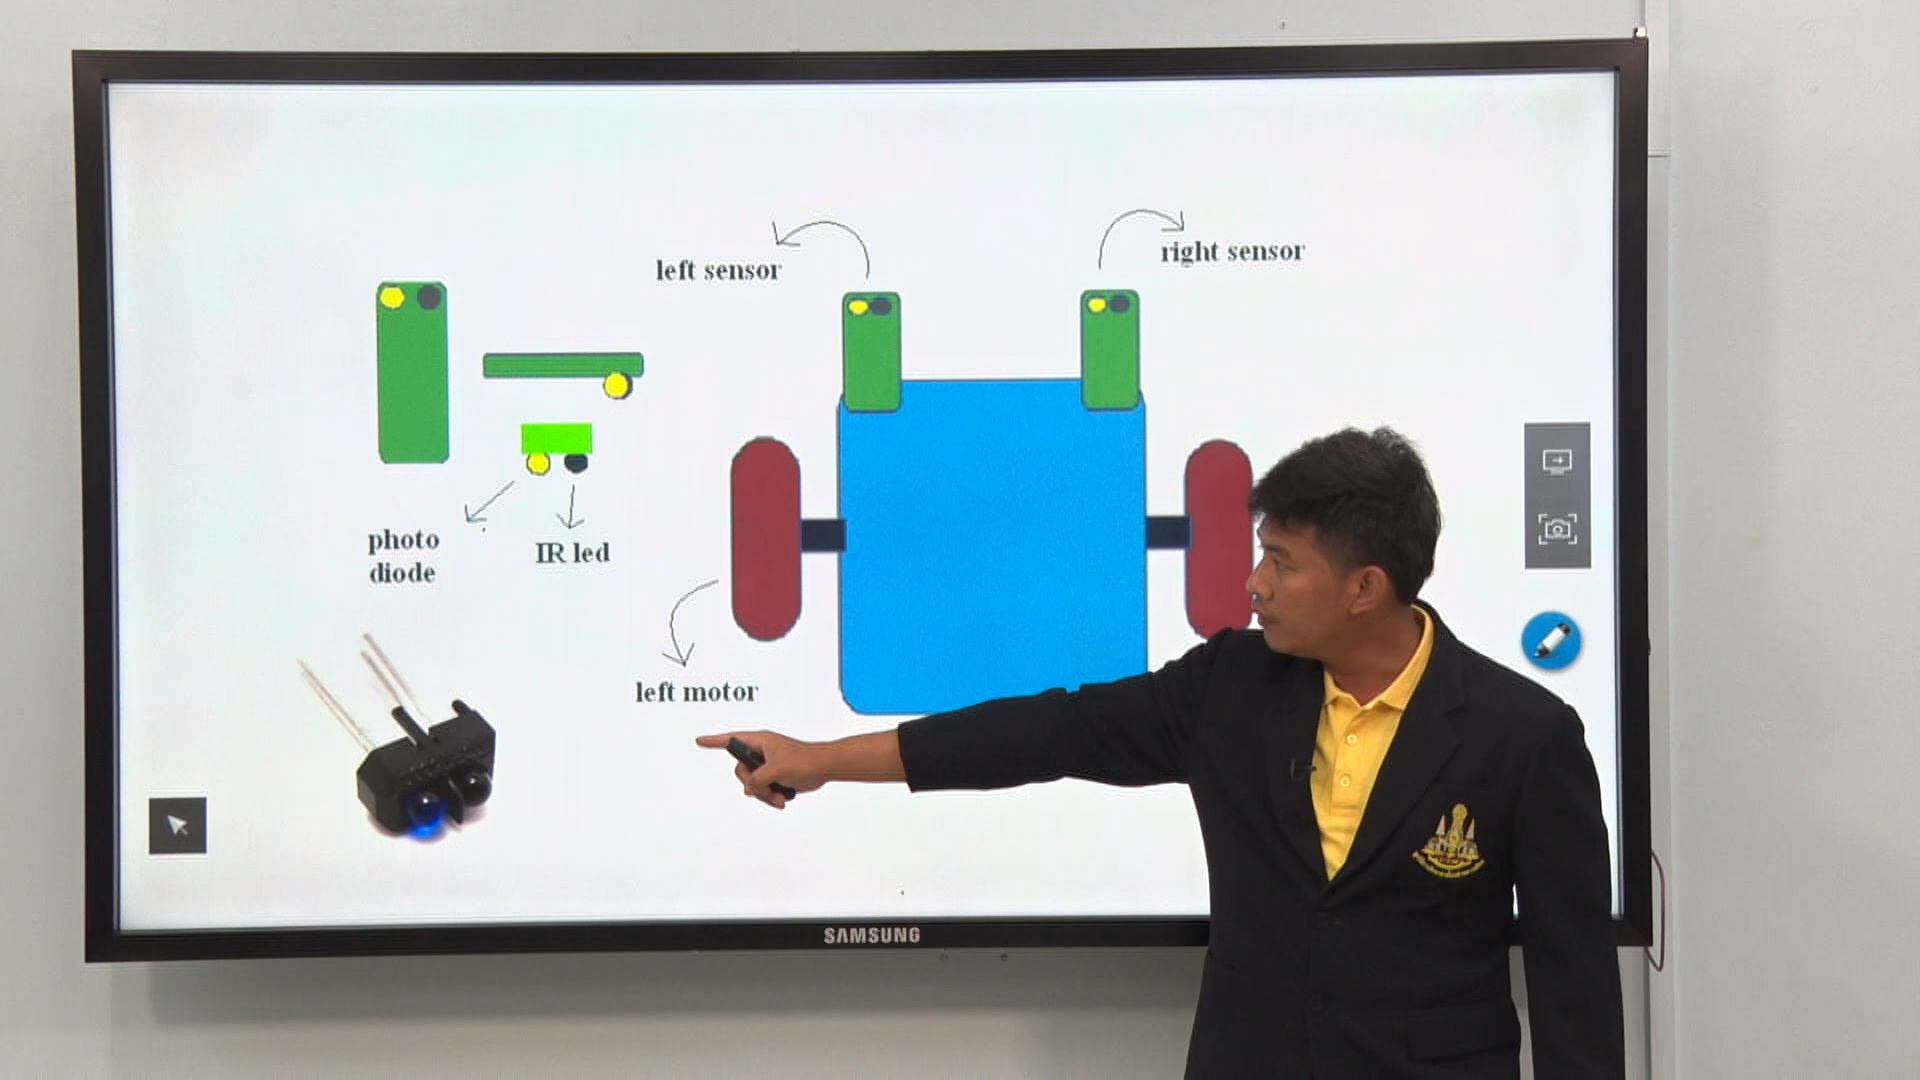 left sensor
right sensor
photo
diode
IR led
left motor
SAMSUNG